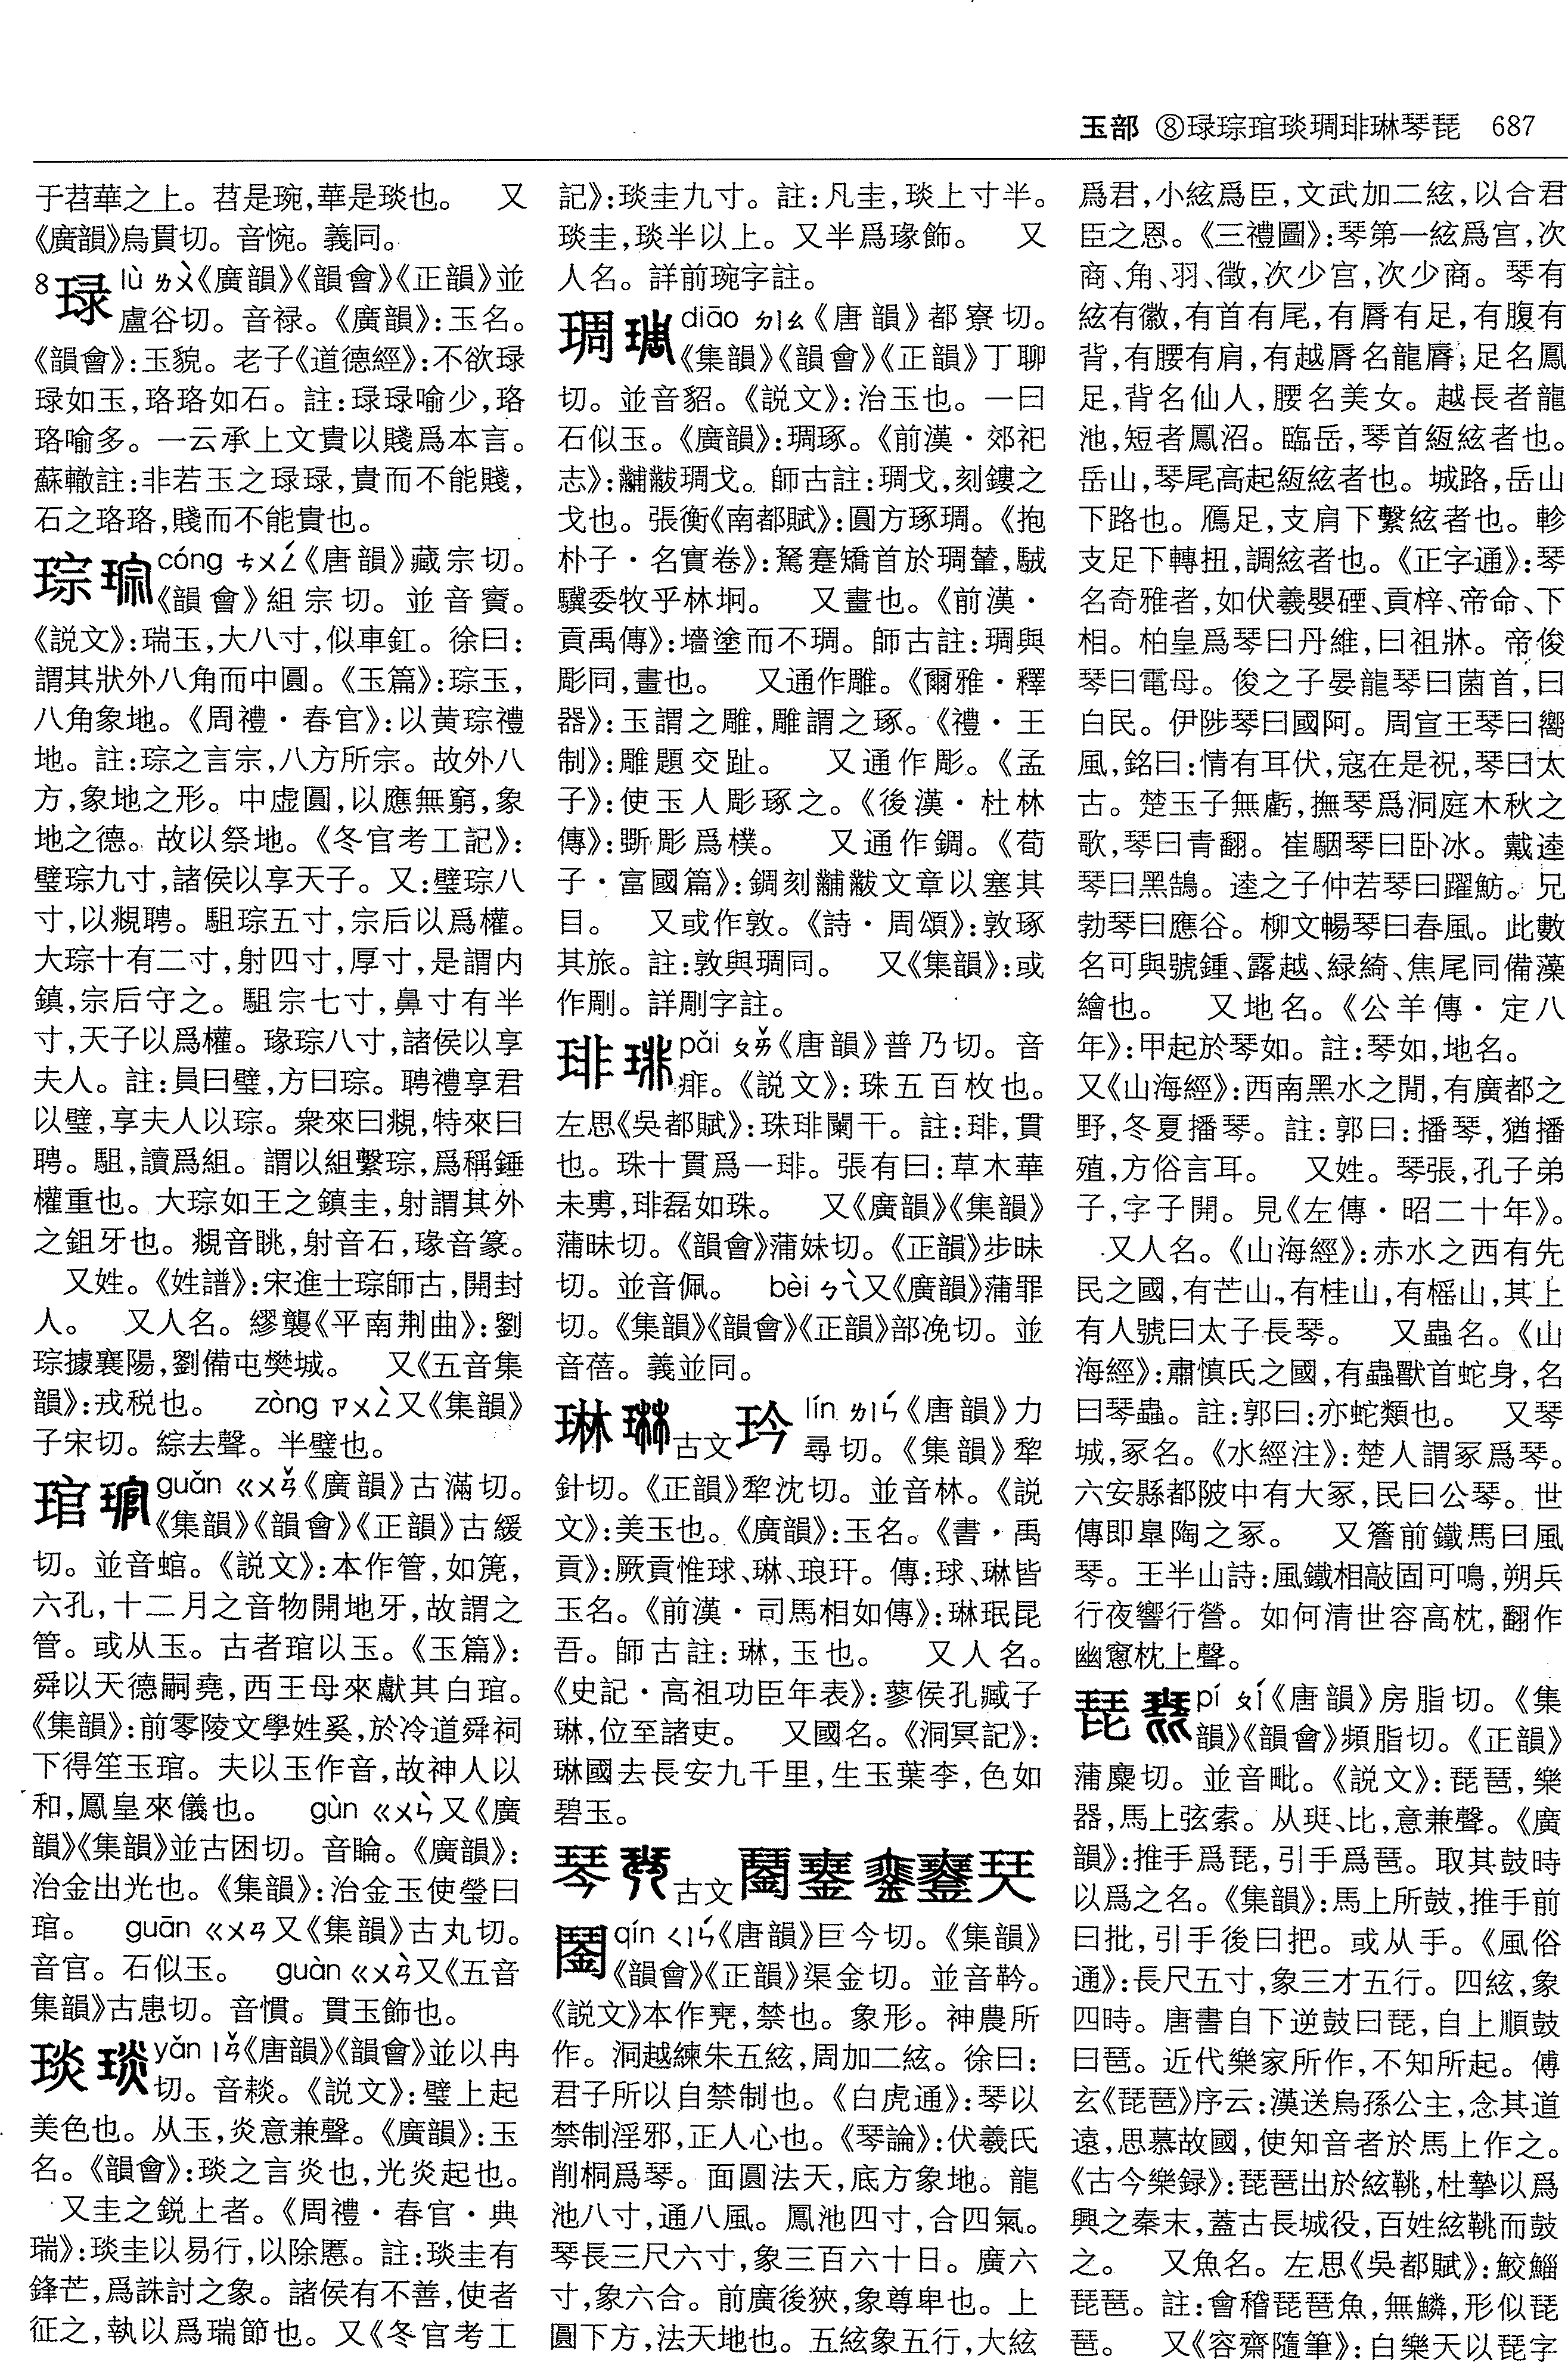 玉部 ⑧琭琮琯琰琱琲琳琴琵 687
于苕華之上。苕是琬,華是琰也。 又
《廣韻》烏貫切。音惋。義同。
8琭 lù ㄌㄨˋ《廣韻》《韻會》《正韻》並
盧谷切。音禄。《廣韻》:玉名。
《韻會》:玉貌。老子《道德經》:不欲琭
琭如玉,珞珞如石。註:琭琭喻少,珞
珞喻多。一云承上文貴以賤爲本言。
蘇轍註:非若玉之琭琭,貴而不能賤,
石之珞珞,賤而不能貴也。
琮 cóng ㄘㄨㄥˊ《唐韻》藏宗切。
《韻會》組宗切。並音賨。
《説文》:瑞玉,大八寸,似車釭。徐曰:
謂其狀外八角而中圓。《玉篇》:琮玉,
八角象地。《周禮·春官》:以黄琮禮
地。註:琮之言宗,八方所宗。故外八
方,象地之形。中虚圓,以應無窮,象
地之德。故以祭地。《冬官考工記》:
璧琮九寸,諸侯以享天子。又:璧琮八
寸,以覜聘。駔琮五寸,宗后以爲權。
大琮十有二寸,射四寸,厚寸,是謂内
鎮,宗后守之。駔宗七寸,鼻寸有半
寸,天子以爲權。瑑琮八寸,諸侯以享
夫人。註:員曰璧,方曰琮。聘禮享君
以璧,享夫人以琮。衆來曰覜,特來曰
聘。駔,讀爲組。謂以組繫琮,爲稱錘
權重也。大琮如王之鎮圭,射謂其外
之鉏牙也。覜音眺,射音石,瑑音篆。
又姓。《姓譜》:宋進士琮師古,開封
人。 又人名。繆襲《平南荆曲》:劉
琮據襄陽,劉備屯樊城。 又《五音集
韻》:戎税也。 zòng ㄗㄨㄥˋ又《集韻》
子宋切。綜去聲。半璧也。
琯 guǎn ㄍㄨㄢˇ《廣韻》古滿切。
《集韻》《韻會》《正韻》古緩
切。並音䗆。《説文》:本作管,如箎,
六孔,十二月之音物開地牙,故謂之
管。或从玉。古者琯以玉。《玉篇》:
舜以天德嗣堯,西王母來獻其白琯。
《集韻》:前零陵文學姓奚,於泠道舜祠
下得笙玉琯。夫以玉作音,故神人以
和,鳳皇來儀也。 gùn ㄍㄨㄣˋ又《廣
韻》《集韻》並古困切。音睔。《廣韻》:
治金出光也。《集韻》:治金玉使瑩曰
琯。 guān ㄍㄨㄢ又《集韻》古丸切。
音官。石似玉。 guàn ㄍㄨㄢˋ又《五音
集韻》古患切。音慣。貫玉飾也。
琰 yǎn ㄧㄢˇ《唐韻》《韻會》並以冉
切。音剡。《説文》:璧上起
美色也。从玉,炎意兼聲。《廣韻》:玉
名。《韻會》:琰之言炎也,光炎起也。
又圭之鋭上者。《周禮·春官·典
瑞》:琰圭以易行,以除慝。註:琰圭有
鋒芒,爲誅討之象。諸侯有不善,使者
征之,執以爲瑞節也。又《冬官考工
記》:琰圭九寸。註:凡圭,琰上寸半。
琰圭,琰半以上。又半爲瑑飾。 又
人名。詳前琬字註。
琱 diāo ㄉㄧㄠ《唐韻》都寮切。
《集韻》《韻會》《正韻》丁聊
切。並音貂。《説文》:治玉也。一曰
石似玉。《廣韻》:琱琢。《前漢·郊祀
志》:黼黻琱戈。師古註:琱戈,刻鏤之
戈也。張衡《南都賦》:圓方琢琱。《抱
朴子·名實卷》:駑蹇矯首於琱輦,駥
驥委牧乎林坰。 又畫也。《前漢·
貢禹傳》:墻塗而不琱。師古註:琱與
彫同,畫也。 又通作雕。《爾雅·釋
器》:玉謂之雕,雕謂之琢。《禮·王
制》:雕題交趾。 又通作彫。《孟
子》:使玉人彫琢之。《後漢·杜林
傳》:斲彫爲樸。 又通作錭。《荀
子·富國篇》:錭刻黼黻文章以塞其
目。 又或作敦。《詩·周頌》:敦琢
其旅。註:敦與琱同。 又《集韻》:或
作刷。詳刷字註。
琲 pǎi ㄆㄞˇ《唐韻》普乃切。音
痱。《説文》:珠五百枚也。
左思《吳都賦》:珠琲闌干。註:琲,貫
也。珠十貫爲一琲。張有曰:草木華
未旉,琲磊如珠。 又《廣韻》《集韻》
蒲昧切。《韻會》蒲妹切。《正韻》步昧
切。並音佩。 bèi ㄅㄟˋ又《廣韻》蒲罪
切。《集韻》《韻會》《正韻》部浼切。並
音蓓。義並同。
琳 古文玪 lín ㄌㄧㄣˊ《唐韻》力
尋切。《集韻》犂
針切。《正韻》犂沈切。並音林。《説
文》:美玉也。《廣韻》:玉名。《書·禹
貢》:厥貢惟球、琳、琅玕。傳:球、琳皆
玉名。《前漢·司馬相如傳》:琳珉昆
吾。師古註:琳,玉也。 又人名。
《史記·高祖功臣年表》:蓼侯孔臧子
琳,位至諸吏。 又國名。《洞冥記》:
琳國去長安九千里,生玉葉李,色如
碧玉。
琴 古文
qín ㄑㄧㄣˊ《唐韻》巨今切。《集韻》
《韻會》《正韻》渠金切。並音靲。
《説文》本作珡,禁也。象形。神農所
作。洞越練朱五絃,周加二絃。徐曰:
君子所以自禁制也。《白虎通》:琴以
禁制淫邪,正人心也。《琴論》:伏羲氏
削桐爲琴。面圓法天,底方象地。龍
池八寸,通八風。鳳池四寸,合四氣。
琴長三尺六寸,象三百六十日。廣六
寸,象六合。前廣後狹,象尊卑也。上
圓下方,法天地也。五絃象五行,大絃
爲君,小絃爲臣,文武加二絃,以合君
臣之恩。《三禮圖》:琴第一絃爲宫,次
商、角、羽、徵,次少宫,次少商。琴有
絃有徽,有首有尾,有脣有足,有腹有
背,有腰有肩,有越脣名龍脣;足名鳳
足,背名仙人,腰名美女。越長者龍
池,短者鳳沼。臨岳,琴首絚絃者也。
岳山,琴尾高起絚絃者也。城路,岳山
下路也。鴈足,支肩下繫絃者也。軫
支足下轉扭,調絃者也。《正字通》:琴
名奇雅者,如伏羲嬰硜、貢梓、帝命、下
相。柏皇爲琴曰丹維,曰祖牀。帝俊
琴曰電母。俊之子晏龍琴曰菌首,曰
白民。伊陟琴曰國阿。周宣王琴曰嚮
風,銘曰:情有耳伏,寇在是祝,琴曰太
古。楚玉子無虧,撫琴爲洞庭木秋之
歌,琴曰青翻。崔駰琴曰卧冰。戴逵
琴曰黑鵠。逵之子仲若琴曰躍魴。兄
勃琴曰應谷。柳文暢琴曰春風。此數
名可與號鍾、露越、緑綺、焦尾同備藻
繪也。 又地名。《公羊傳·定八
年》:甲起於琴如。註:琴如,地名。
又《山海經》:西南黑水之閒,有廣都之
野,冬夏播琴。註:郭曰:播琴,猶播
殖,方俗言耳。 又姓。琴張,孔子弟
子,字子開。見《左傳·昭二十年》。
又人名。《山海經》:赤水之西有先
民之國,有芒山,有桂山,有榣山,其上
有人號曰太子長琴。 又蟲名。《山
海經》:肅慎氏之國,有蟲獸首蛇身,名
曰琴蟲。註:郭曰:亦蛇類也。 又琴
城,冢名。《水經注》:楚人謂冢爲琴。
六安縣都陂中有大冢,民曰公琴。世
傳即皐陶之冢。 又簷前鐵馬曰風
琴。王半山詩:風鐵相敲固可鳴,朔兵
行夜響行營。如何清世容高枕,翻作
幽窻枕上聲。
琵 pí ㄆㄧˊ《唐韻》房脂切。《集
韻》《韻會》頻脂切。《正韻》
蒲糜切。並音毗。《説文》:琵琶,樂
器,馬上弦索。从珡、比,意兼聲。《廣
韻》:推手爲琵,引手爲琶。取其鼓時
以爲之名。《集韻》:馬上所鼓,推手前
曰批,引手後曰把。或从手。《風俗
通》:長尺五寸,象三才五行。四絃,象
四時。唐書自下逆鼓曰琵,自上順鼓
曰琶。近代樂家所作,不知所起。傅
玄《琵琶》序云:漢送烏孫公主,念其道
遠,思慕故國,使知音者於馬上作之。
《古今樂録》:琵琶出於絃鞉,杜摯以爲
興之秦末,蓋古長城役,百姓絃鞉而鼓
之。 又魚名。左思《吳都賦》:鮫鯔
琵琶。註:會稽琵琶魚,無鱗,形似琵
琶。 又《容齋隨筆》:白樂天以琵字